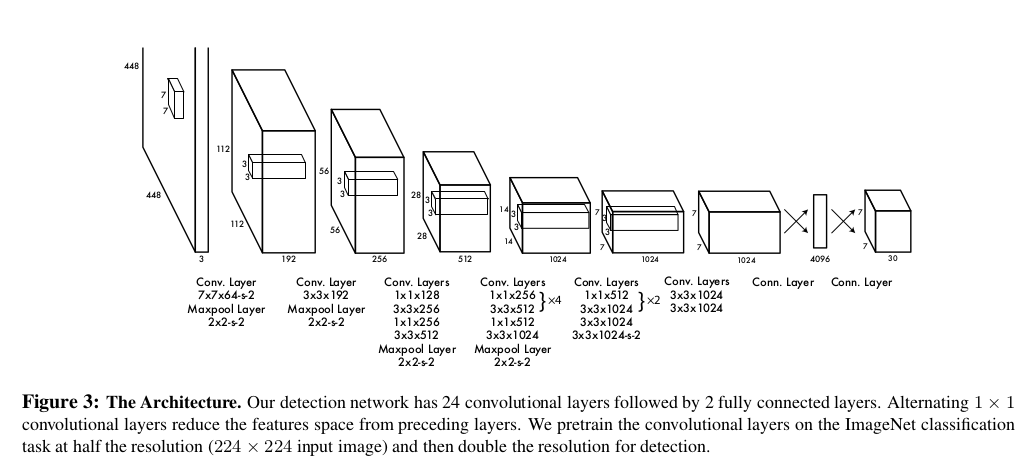 448
7
7
448
3
112
3
3
112
192
56
3
3
56
256
28
3
3
28
512
14
3
3
14
1024
7
3
3
7
1024
7
7
1024
4096
7
7
30
Conv. Layer
7x7x64-s-2
Maxpool Layer
2x2-s-2
Conv. Layer
3x3x192
Maxpool Layer
2x2-s-2
Conv. Layers
1x1x128
3x3x256
1x1x256
3x3x512
Maxpool Layer
2x2-s-2
Conv. Layers
1x1x256
3x3x512 } ×4
1x1x512
3x3x1024
Maxpool Layer
2x2-s-2
Conv. Layers
1x1x512
3x3x1024 } ×2
3x3x1024
3x3x1024-s-2
Conv. Layers
3x3x1024
3x3x1024
Conn. Layer
Conn. Layer
Figure 3: The Architecture. Our detection network has 24 convolutional layers followed by 2 fully connected layers. Alternating 1 × 1
convolutional layers reduce the features space from preceding layers. We pretrain the convolutional layers on the ImageNet classification
task at half the resolution (224 × 224 input image) and then double the resolution for detection.